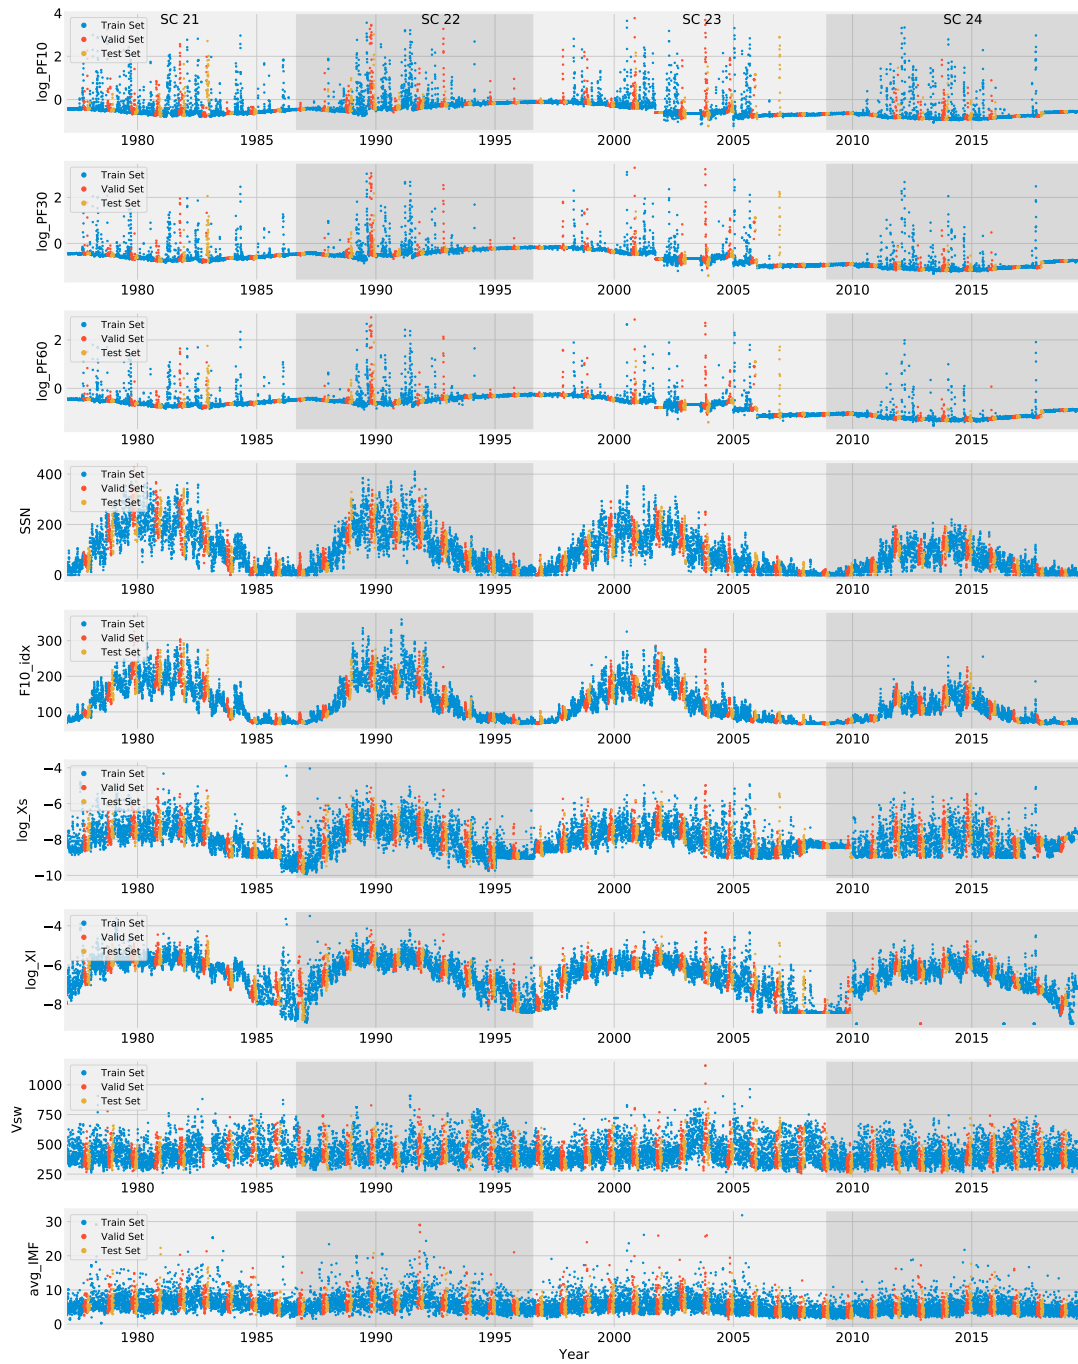 SC 21 SC 22 SC 23 SC 24
4
2
0
log_PF10
Train Set
Valid Set
Test Set
1980 1985 1990 1995 2000 2005 2010 2015
2
0
log_PF30
Train Set
Valid Set
Test Set
1980 1985 1990 1995 2000 2005 2010 2015
2
0
log_PF60
Train Set
Valid Set
Test Set
1980 1985 1990 1995 2000 2005 2010 2015
400
200
0
SSN
Train Set
Valid Set
Test Set
1980 1985 1990 1995 2000 2005 2010 2015
300
200
100
F10_idx
Train Set
Valid Set
Test Set
1980 1985 1990 1995 2000 2005 2010 2015
−4
−6
−8
−10
log_Xs
Train Set
Valid Set
Test Set
1980 1985 1990 1995 2000 2005 2010 2015
−4
−6
−8
log_Xl
Train Set
Valid Set
Test Set
1980 1985 1990 1995 2000 2005 2010 2015
1000
750
500
250
Vsw
Train Set
Valid Set
Test Set
1980 1985 1990 1995 2000 2005 2010 2015
30
20
10
0
avg_IMF
Train Set
Valid Set
Test Set
1980 1985 1990 1995 2000 2005 2010 2015
Year